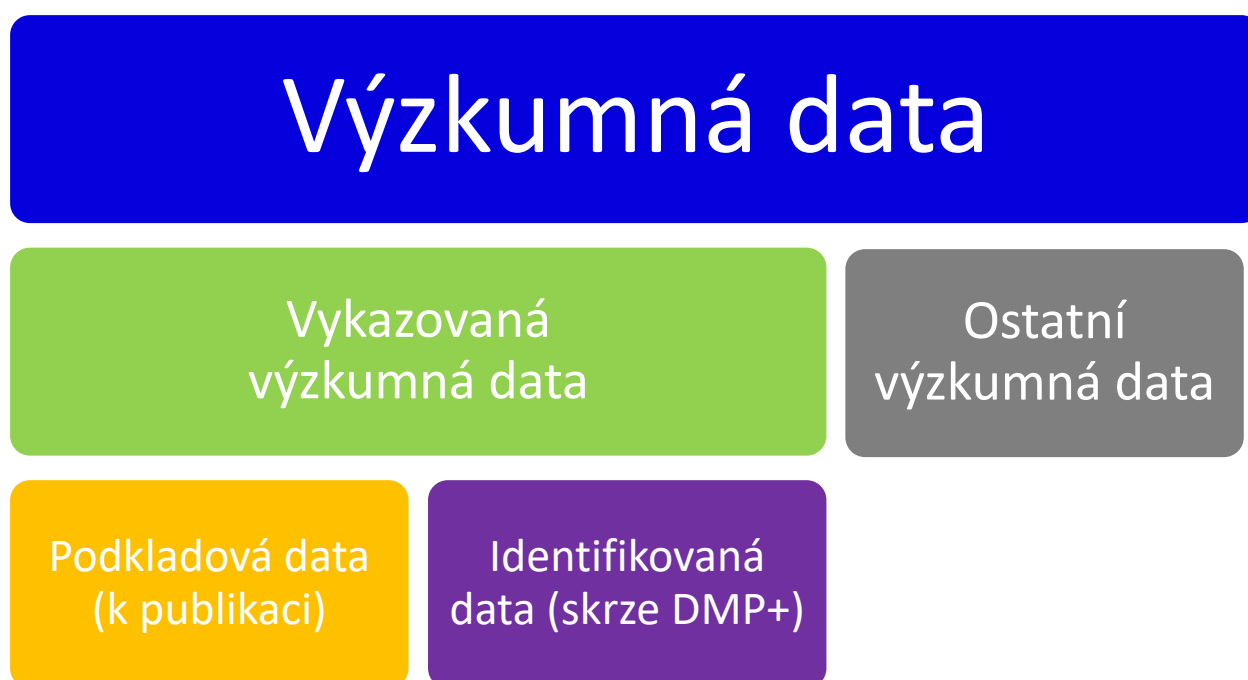 Výzkumná data
Vykazovaná
výzkumná data
Ostatní
výzkumná data
Podkladová data
(k publikaci)
Identifikovaná
data (skrze DMP+)